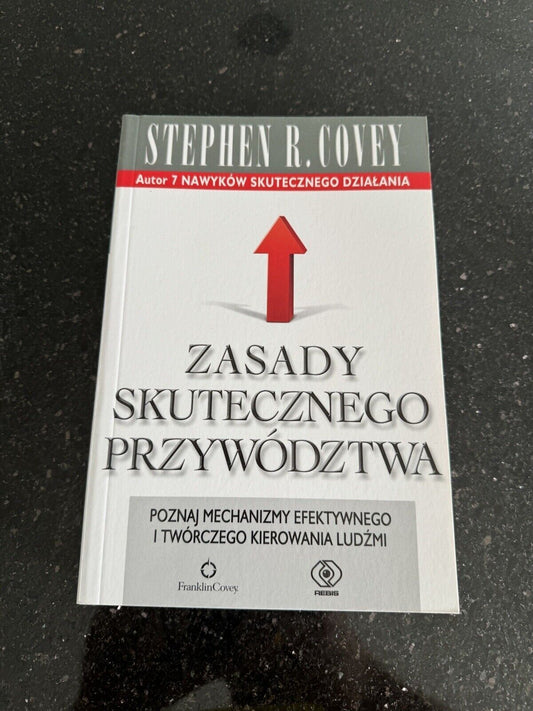 STEPHEN R. COVEY
Autor 7 NAWYKÓW SKUTECZNEGO DZIAŁANIA
ZASADY
SKUTECZNEGO
PRZYWÓDZTWA
POZNAJ MECHANIZMY EFEKTYWNEGO
I TWÓRCZEGO KIEROWANIA LUDŹMI
FranklinCovey.
REBIS